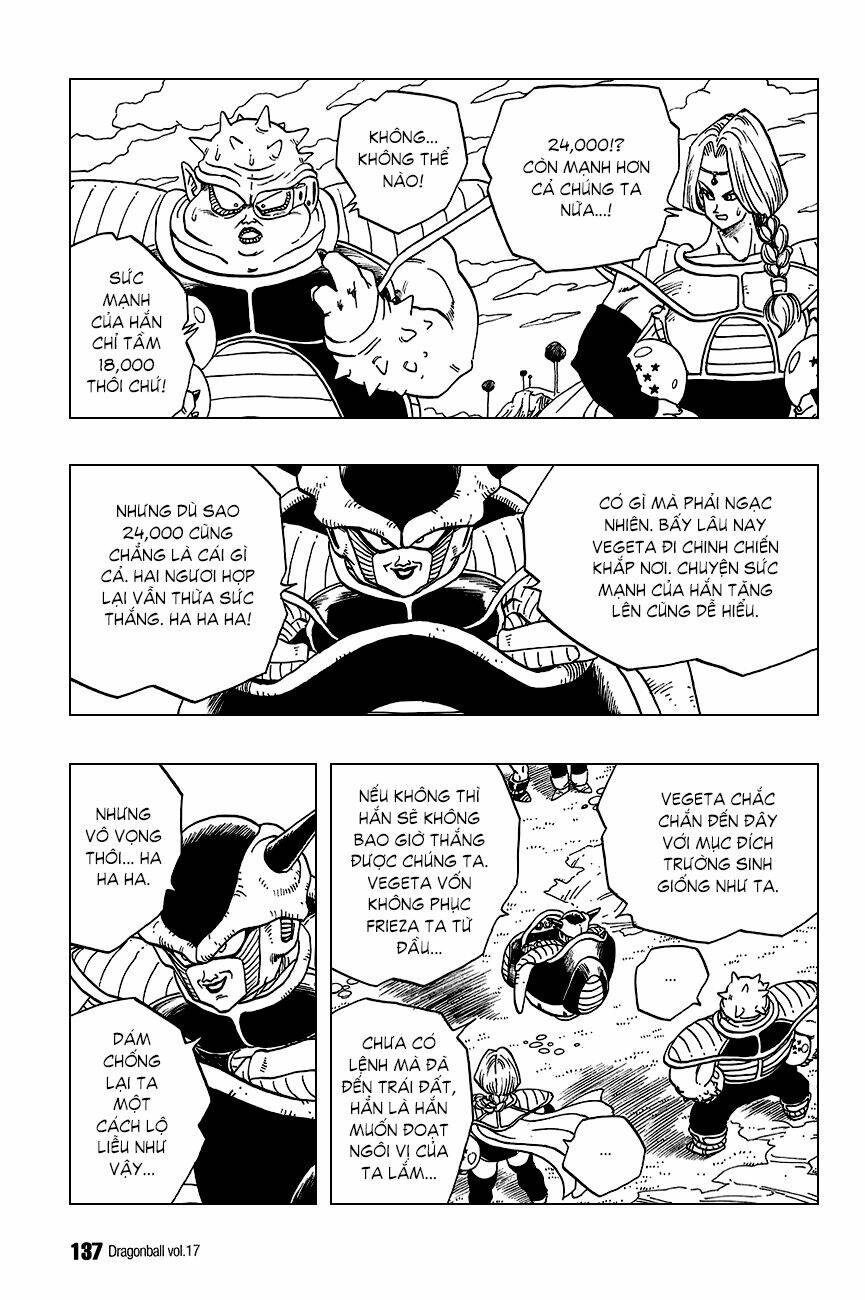 24,000!?
CÒN MẠNH HƠN
CẢ CHÚNG TA
NỮA...!
KHÔNG...
KHÔNG THỂ
NÀO!
SỨC
MẠNH
CỦA HẮN
CHỈ TẦM
18,000
THÔI CHỨ!
CÓ GÌ MÀ PHẢI NGẠC
NHIÊN. BẤY LÂU NAY
VEGETA ĐI CHINH CHIẾN
KHẮP NƠI. CHUYỆN SỨC
MẠNH CỦA HẮN TĂNG
LÊN CŨNG DỄ HIỂU.
NHƯNG DÙ SAO
24,000 CŨNG
CHẲNG LÀ CÁI GÌ
CẢ. HAI NGƯƠI HỢP
LẠI VẪN THỪA SỨC
THẮNG. HA HA HA!
VEGETA CHẮC
CHẮN ĐẾN ĐÂY
VỚI MỤC ĐÍCH
TRƯỜNG SINH
GIỐNG NHƯ TA.
NẾU KHÔNG THÌ
HẮN SẼ KHÔNG
BAO GIỜ THẮNG
ĐƯỢC CHÚNG TA.
VEGETA VỐN
KHÔNG PHỤC
FRIEZA TA TỪ
ĐẦU...
...
CHƯA CÓ
LỆNH MÀ ĐÃ
ĐẾN TRÁI ĐẤT,
HẲN LÀ HẮN
MUỐN ĐOẠT
NGÔI VỊ CỦA
TA LẮM...
...
NHƯNG
VÔ VỌNG
THÔI... HA
HA HA.
DÁM
CHỐNG
LẠI TA
MỘT
CÁCH LỘ
LIỄU NHƯ
VẬY...
137 Dragonball vol.17